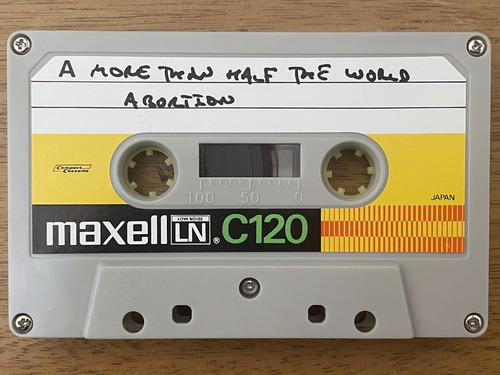 A MORE THAN HALF THE WORLD
ABORTION
Compact Cassette
100 50 0
JAPAN
maxell LOW NOISE LN® C120